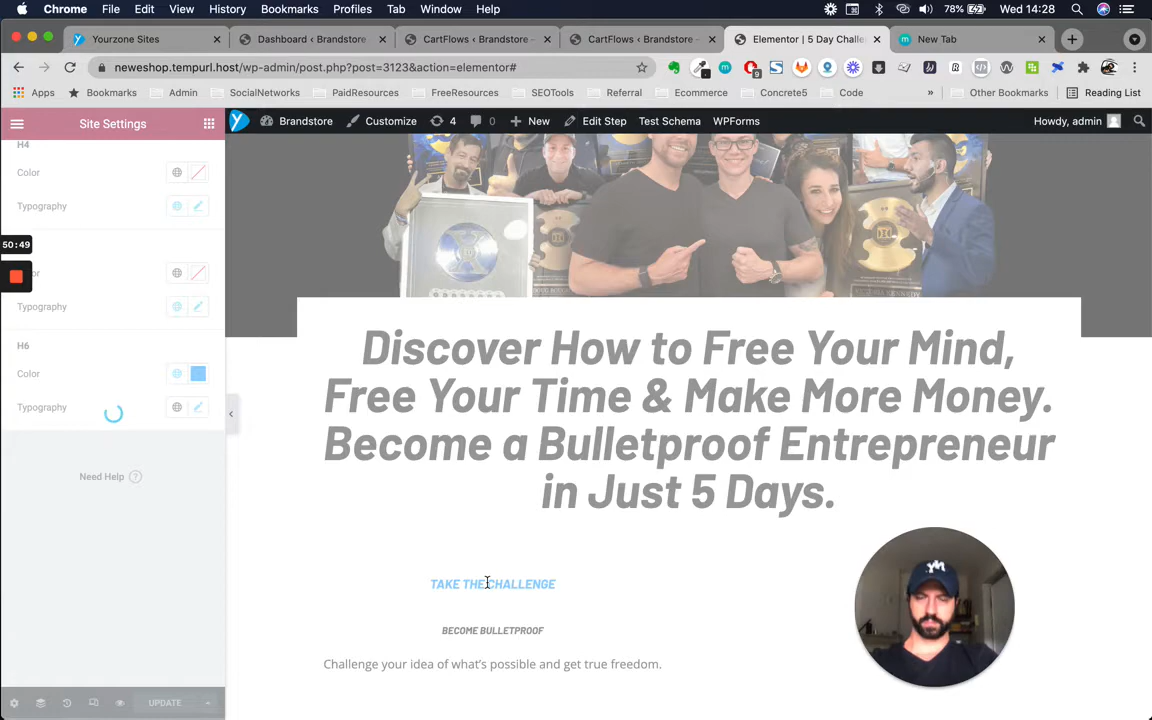 Chrome File Edit View History Bookmarks Profiles Tab Window Help 78% Wed 14:28
Yourzone Sites Dashboard ‹ Brandstore CartFlows ‹ Brandstore – CartFlows ‹ Brandstore – Elementor | 5 Day Challe New Tab
neweshop.tempurl.host/wp-admin/post.php?post=3123&action=elementor#
Apps Bookmarks Admin SocialNetworks PaidResources FreeResources SEOTools Referral Ecommerce Concrete5 Code » Other Bookmarks Reading List
Site Settings
Brandstore Customize 4 0 New Edit Step Test Schema WPForms Howdy, admin
H4
Color
Typography
50:49
or
Typography
H6
Color
Typography
Need Help ?
UPDATE
Discover How to Free Your Mind,
Free Your Time & Make More Money.
Become a Bulletproof Entrepreneur
in Just 5 Days.
TAKE THE CHALLENGE
BECOME BULLETPROOF
Challenge your idea of what's possible and get true freedom.